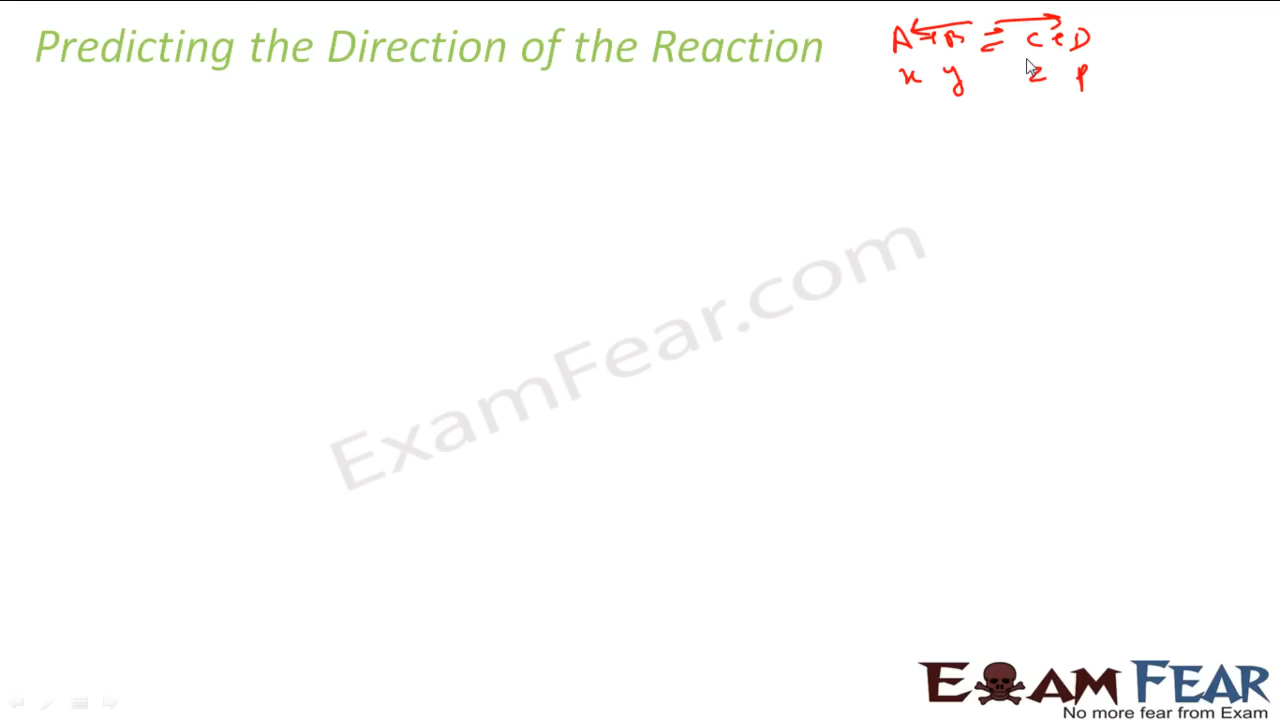 Predicting the Direction of the Reaction
A + B ⇌ C + D
x y z p
ExamFear.com
EXAM FEAR
No more fear from Exam